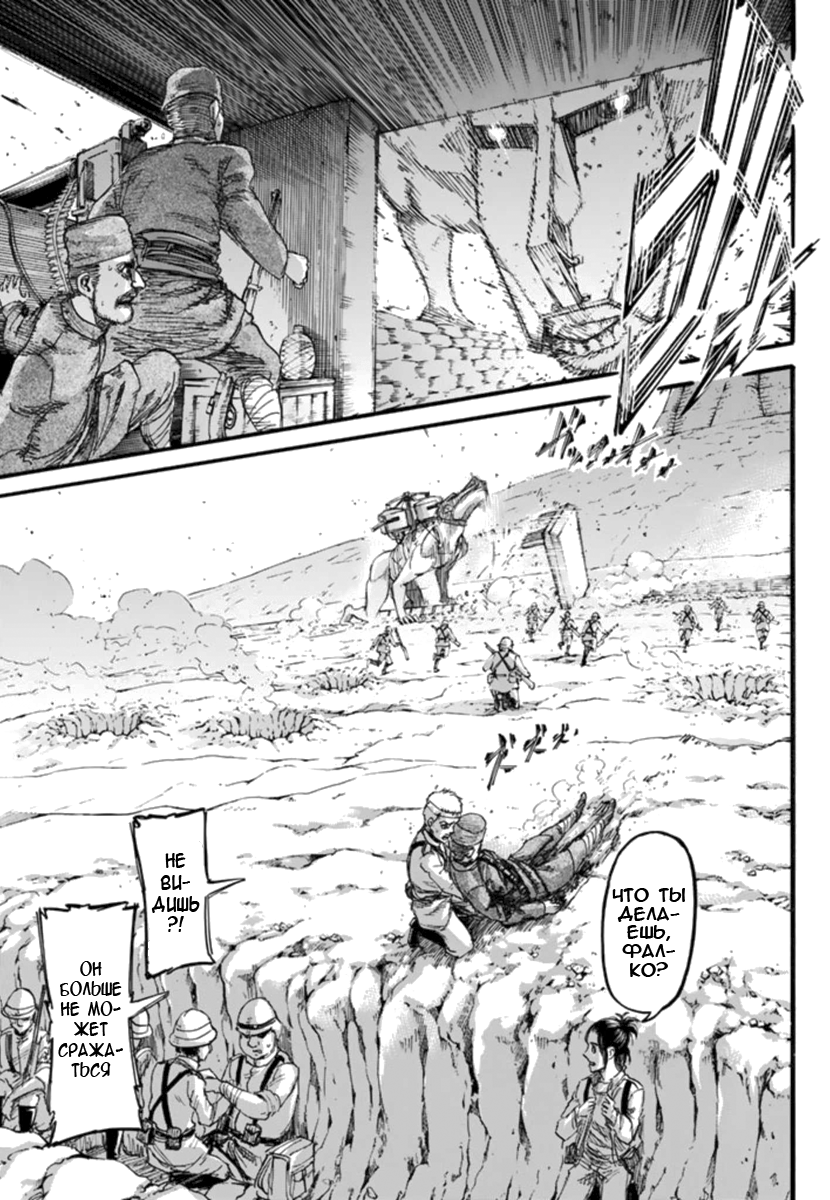 ЧТО ТЫ
ДЕЛА-
ЕШЬ,
ФАЛ-
КО?
НЕ
ВИ-
ДИШЬ
?!
ОН
БОЛЬШЕ
НЕ МО-
ЖЕТ
СРАЖА-
ТЬСЯ